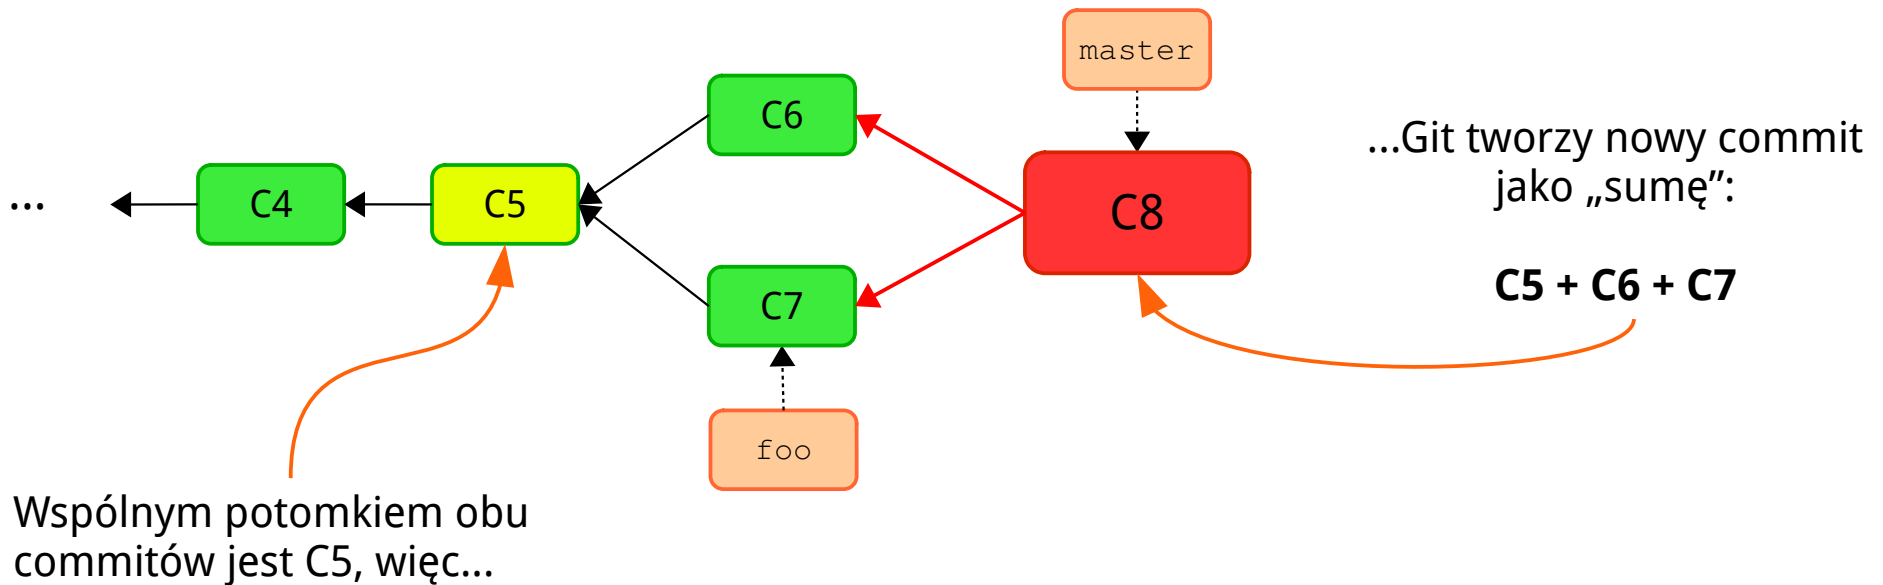 master
C6
...Git tworzy nowy commit
jako „sumę”:
... C4 C5 C8
C5 + C6 + C7
C7
foo
Wspólnym potomkiem obu
commitów jest C5, więc...